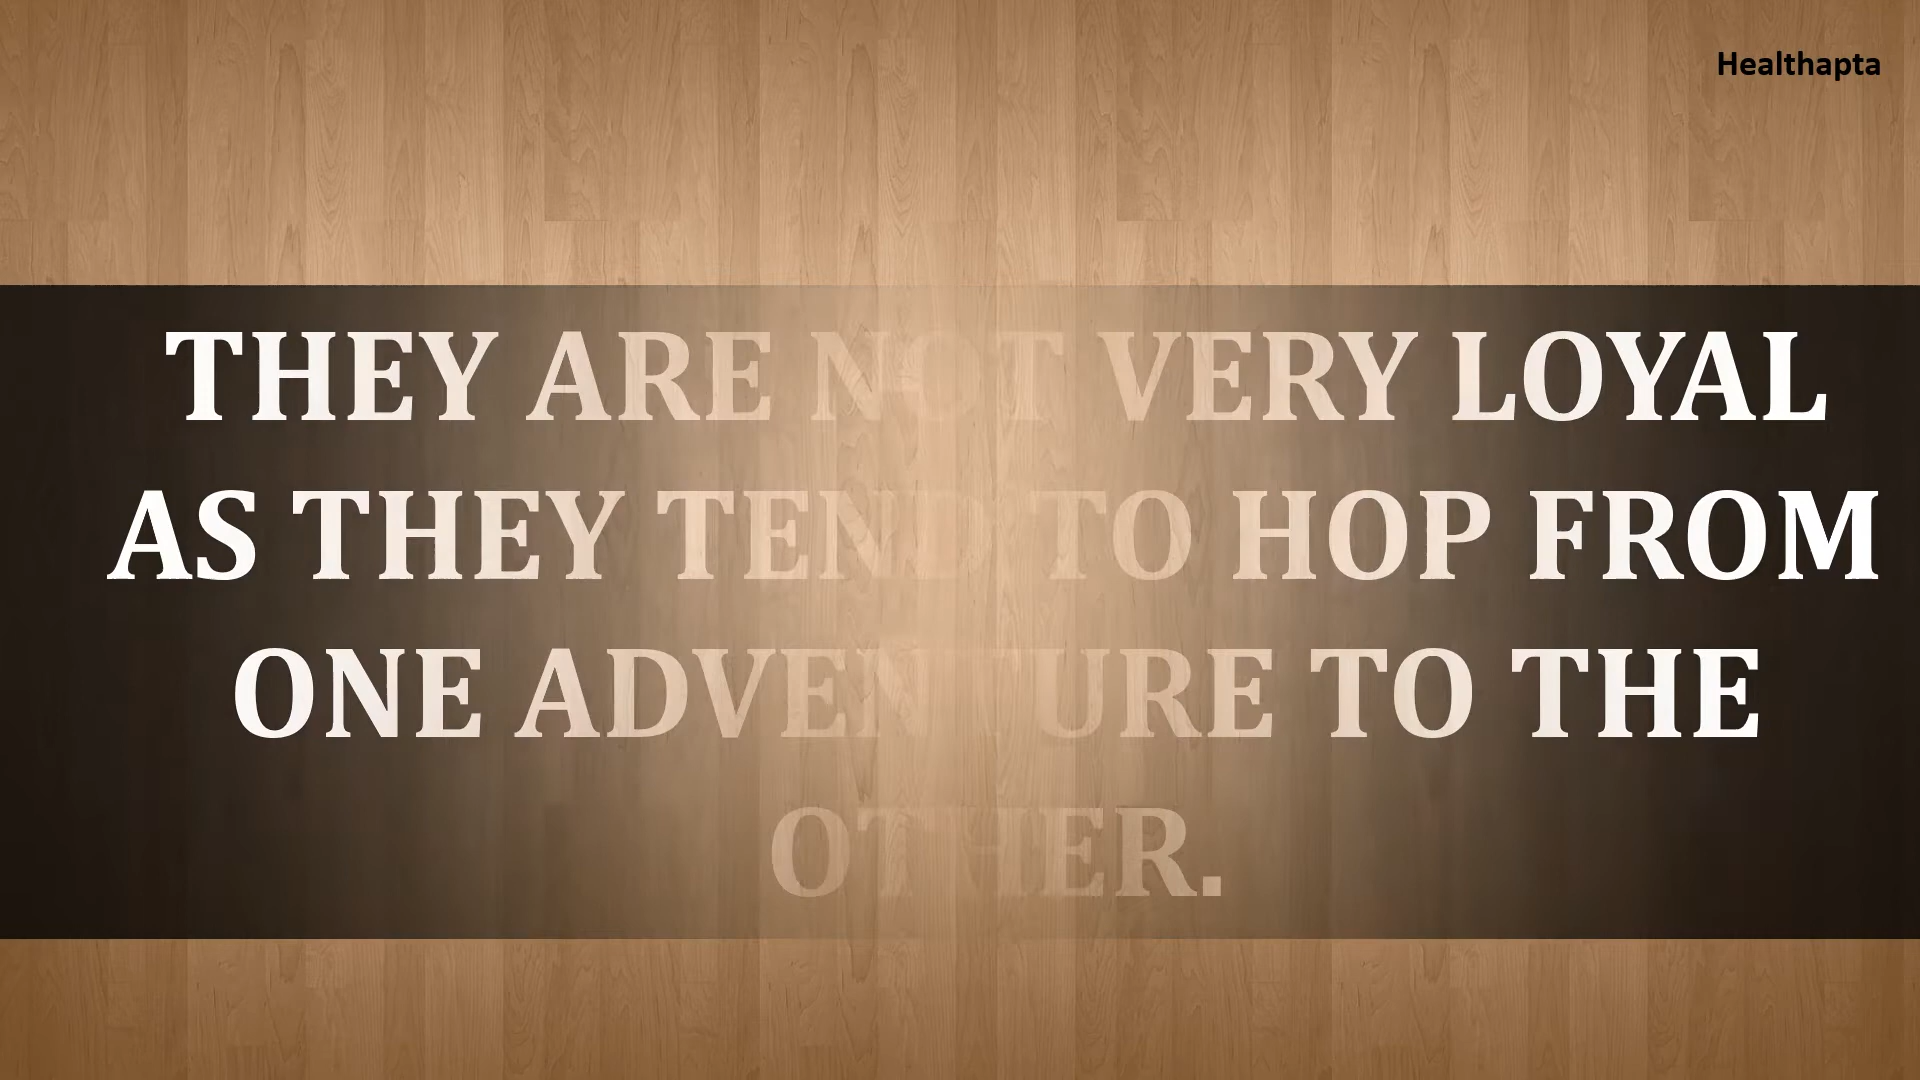 Healthapta
THEY ARE NOT VERY LOYAL
AS THEY TEND TO HOP FROM
ONE ADVENTURE TO THE
OTHER.